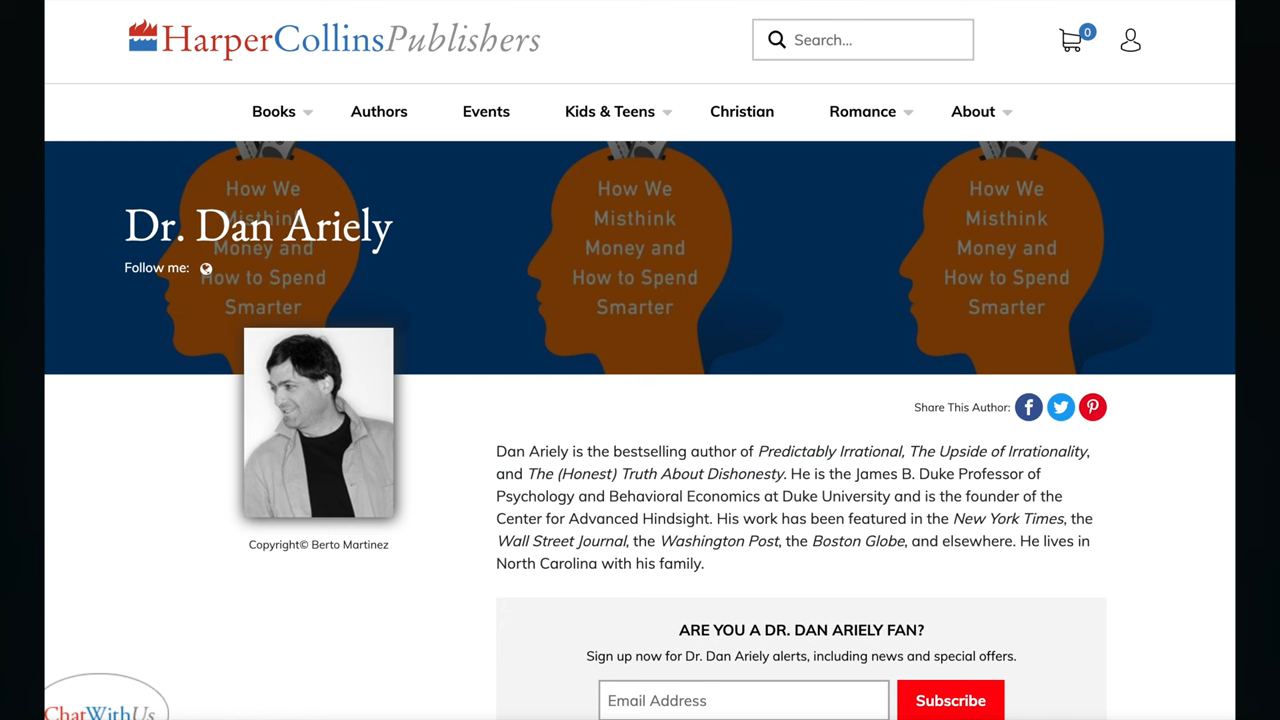 HarperCollinsPublishers
Search...
0
Books
Authors
Events
Kids & Teens
Christian
Romance
About
How We
Misthink
Money and
How to Spend
Smarter
How We
Misthink
Money and
How to Spend
Smarter
How We
Misthink
Money and
How to Spend
Smarter
Dr. Dan Ariely
Follow me:
Copyright© Berto Martinez
Share This Author:
Dan Ariely is the bestselling author of Predictably Irrational, The Upside of Irrationality,
and The (Honest) Truth About Dishonesty. He is the James B. Duke Professor of
Psychology and Behavioral Economics at Duke University and is the founder of the
Center for Advanced Hindsight. His work has been featured in the New York Times, the
Wall Street Journal, the Washington Post, the Boston Globe, and elsewhere. He lives in
North Carolina with his family.
ARE YOU A DR. DAN ARIELY FAN?
Sign up now for Dr. Dan Ariely alerts, including news and special offers.
Email Address
Subscribe
ChatWithUs